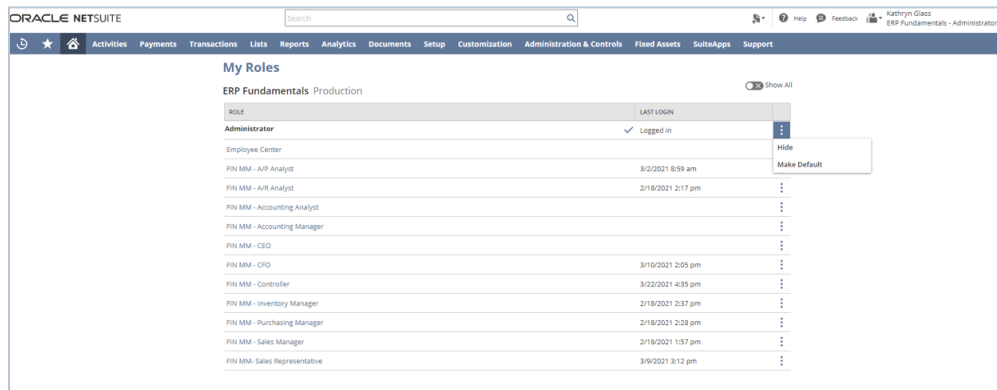 ORACLE NETSUITE
Search
Help Feedback Kathryn Glass
ERP Fundamentals - Administrator
Activities Payments Transactions Lists Reports Analytics Documents Setup Customization Administration & Controls Fixed Assets SuiteApps Support
My Roles
ERP Fundamentals Production
Show All
ROLE LAST LOGIN
Administrator Logged in
Hide
Employee Center
Make Default
FIN MM - A/P Analyst 3/2/2021 8:59 am
FIN MM - A/R Analyst 2/18/2021 2:17 pm
FIN MM - Accounting Analyst
FIN MM - Accounting Manager
FIN MM - CEO
FIN MM - CFO 3/10/2021 2:05 pm
FIN MM - Controller 3/22/2021 4:35 pm
FIN MM - Inventory Manager 2/18/2021 2:37 pm
FIN MM - Purchasing Manager 2/18/2021 2:28 pm
FIN MM - Sales Manager 2/18/2021 1:57 pm
FIN MM- Sales Representative 3/9/2021 3:12 pm